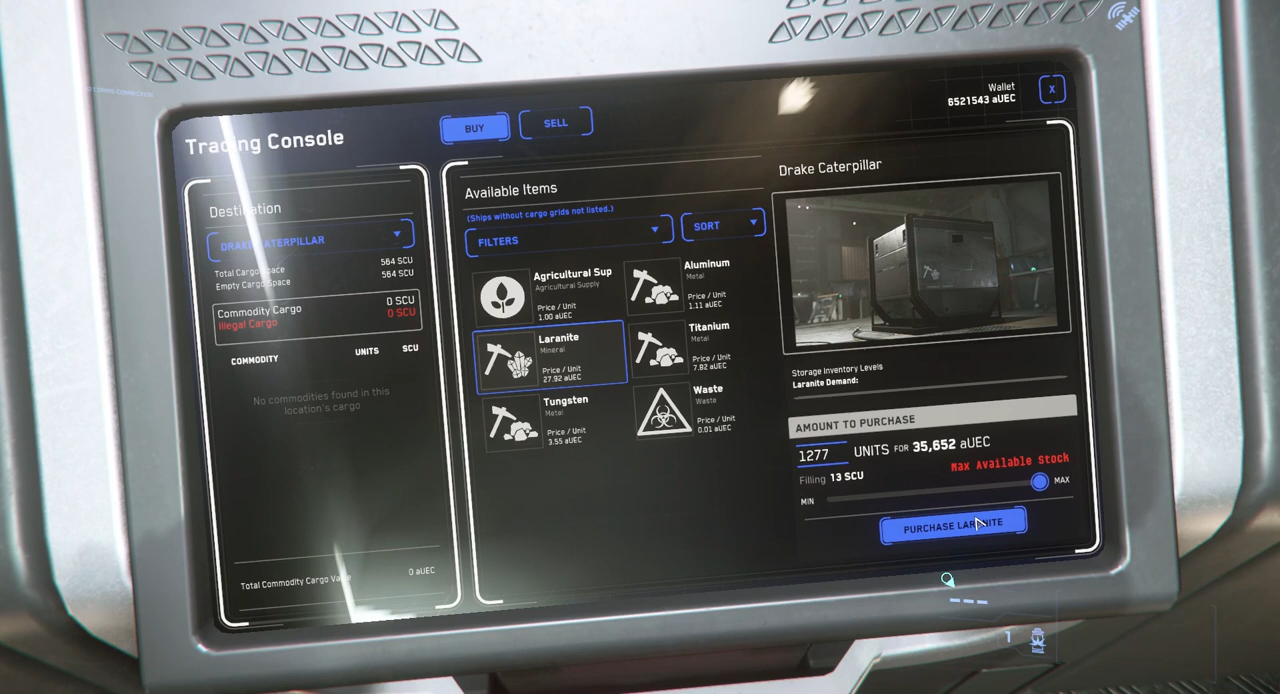 Wallet
6521543 aUEC
X
Trading Console
BUY
SELL
Destination
DRAKE CATERPILLAR
Total Cargo Space 564 SCU
Empty Cargo Space 564 SCU
Commodity Cargo 0 SCU
Illegal Cargo 0 SCU
COMMODITY UNITS SCU
No commodities found in this
location's cargo
Total Commodity Cargo Value 0 aUEC
Available Items
(Ships without cargo grids not listed.)
FILTERS
SORT
Agricultural Sup
Agricultural Supply
Price / Unit
1.00 aUEC
Aluminum
Metal
Price / Unit
1.11 aUEC
Laranite
Mineral
Price / Unit
27.92 aUEC
Titanium
Metal
Price / Unit
7.82 aUEC
Tungsten
Metal
Price / Unit
3.55 aUEC
Waste
Waste
Price / Unit
0.01 aUEC
Drake Caterpillar
Storage Inventory Levels
Laranite Demand:
AMOUNT TO PURCHASE
1277 UNITS FOR 35,652 aUEC
Max Available Stock
Filling 13 SCU
MIN MAX
PURCHASE LARANITE
1